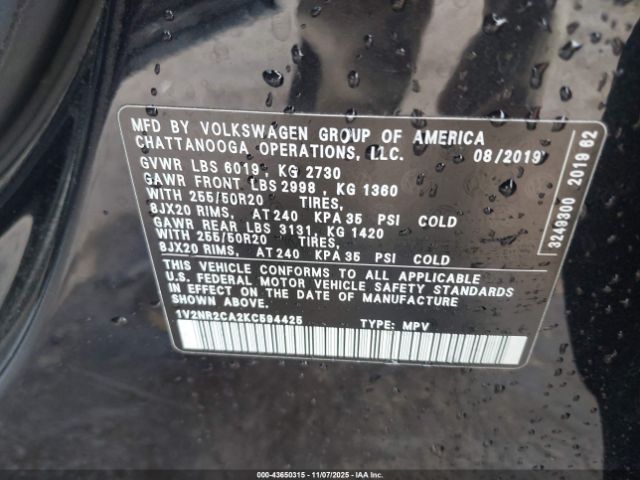 MFD BY VOLKSWAGEN GROUP OF AMERICA
CHATTANOOGA OPERATIONS, LLC. 08/2019
GVWR LBS 6019, KG 2730
GAWR FRONT LBS 2998, KG 1360
WITH 255/50R20 TIRES,
8JX20 RIMS, AT 240 KPA 35 PSI COLD
GAWR REAR LBS 3131, KG 1420
WITH 255/50R20 TIRES,
8JX20 RIMS, AT 240 KPA 35 PSI COLD
THIS VEHICLE CONFORMS TO ALL APPLICABLE
U.S. FEDERAL MOTOR VEHICLE SAFETY STANDARDS
IN EFFECT ON THE DATE OF MANUFACTURE
SHOWN ABOVE.
1V2NR2CA2KC594425 TYPE: MPV
3249300 2019 62
000-43650315 - 11/07/2025 - IAAI.COM